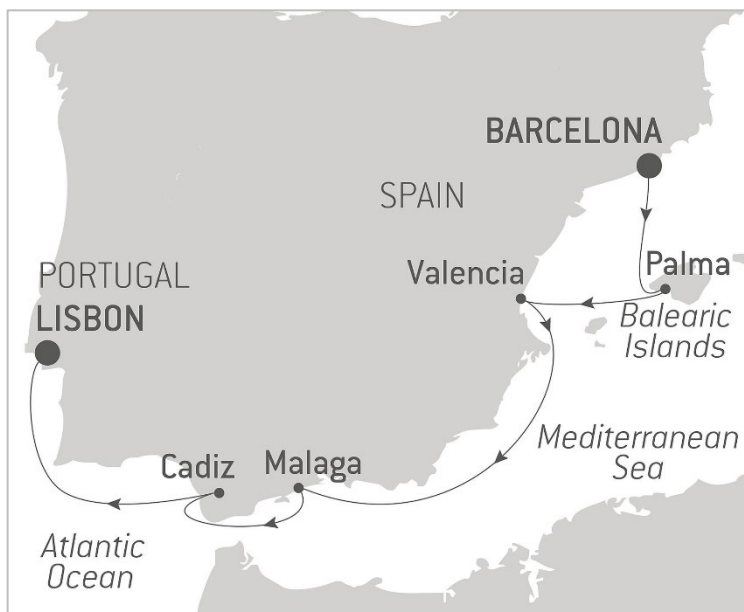 BARCELONA
SPAIN
Valencia
Palma
PORTUGAL
LISBON
Balearic
Islands
Mediterranean
Sea
Cadiz
Malaga
Atlantic
Ocean